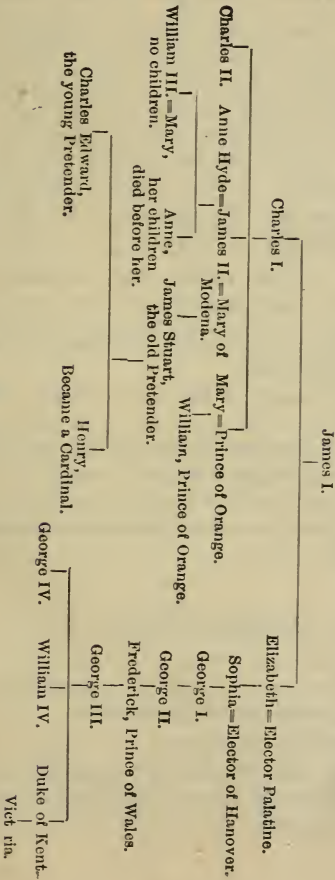 James I.
Charles I.
Elizabeth=Elector Palatine.
Charles II. Anne Hyde=James II.=Mary of Modena.
Mary=Prince of Orange.
Sophia=Elector of Hanover.
William III.=Mary, no children.
Anne, her children died before her.
James Stuart, the old Pretender.
William, Prince of Orange.
George I.
George II.
Charles Edward, the young Pretender.
Henry, Became a Cardinal.
Frederick, Prince of Wales.
George III.
George IV.
William IV.
Duke of Kent.
Vict ria.